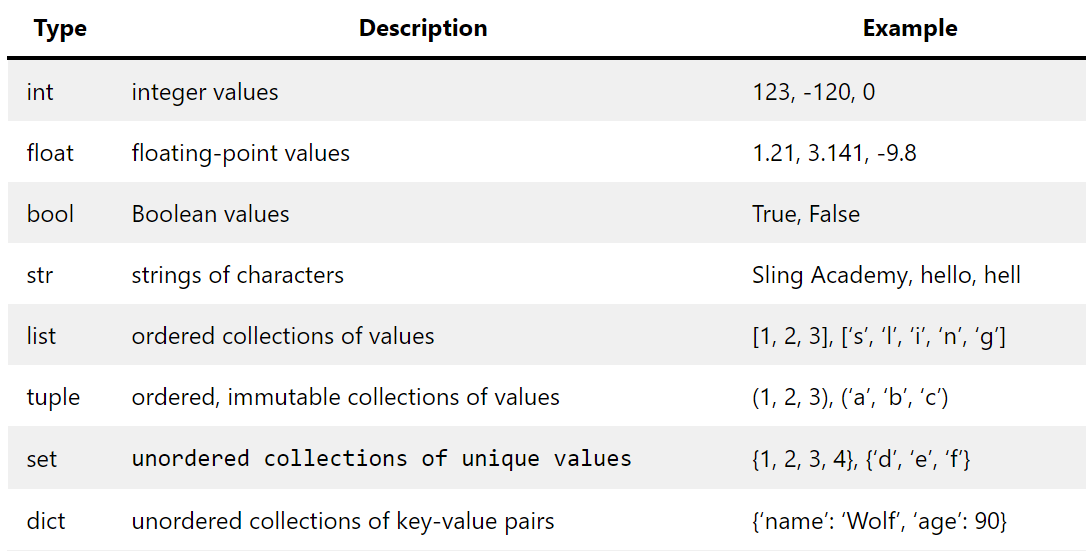 Type Description Example
int integer values 123, -120, 0
float floating-point values 1.21, 3.141, -9.8
bool Boolean values True, False
str strings of characters Sling Academy, hello, hell
list ordered collections of values [1, 2, 3], [‘s’, ‘l’, ‘i’, ‘n’, ‘g’]
tuple ordered, immutable collections of values (1, 2, 3), (‘a’, ‘b’, ‘c’)
set unordered collections of unique values {1, 2, 3, 4}, {‘d’, ‘e’, ‘f’}
dict unordered collections of key-value pairs {‘name’: ‘Wolf’, ‘age’: 90}